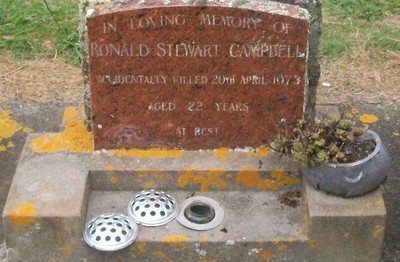 IN LOVING MEMORY OF
RONALD STEWART CAMPBELL
ACCIDENTALLY KILLED 20TH APRIL 1973
AGED 22 YEARS
AT REST